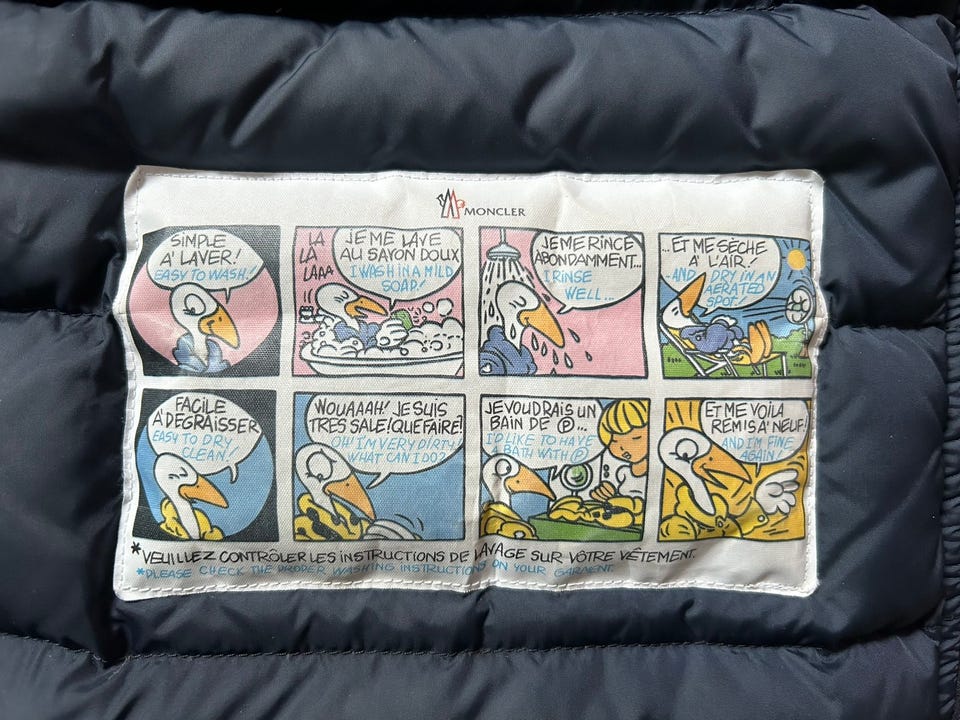 MONCLER
SIMPLE
A' LAVER!
EASY TO WASH!
LA
LA
LAAA
JE ME LAVE
AU SAVON DOUX
I WASH IN A MILD
SOAP!
JE ME RINCE
ABONDAMMENT...
I RINSE
WELL...
...ET ME SÈCHE
A' L'AIR!
-AND I DRY IN AN
AERATED
SPOT!
FACILE
A' DÉGRAISSER
EASY TO DRY
CLEAN!
WOUAAAH! JE SUIS
TRES SALE! QUE FAIRE?
OH! I'M VERY DIRTY!
WHAT CAN I DO?
JE VOUDRAIS UN
BAIN DE Ⓟ...
I'D LIKE TO HAVE
A BATH WITH Ⓟ
ET ME VOILA
REMIS A' NEUF!
AND I'M FINE
AGAIN!
*VEUILLEZ CONTRÔLER LES INSTRUCTIONS DE LAVAGE SUR VÔTRE VÊTEMENT.
*PLEASE CHECK THE PROPER WASHING INSTRUCTIONS ON YOUR GARMENT.